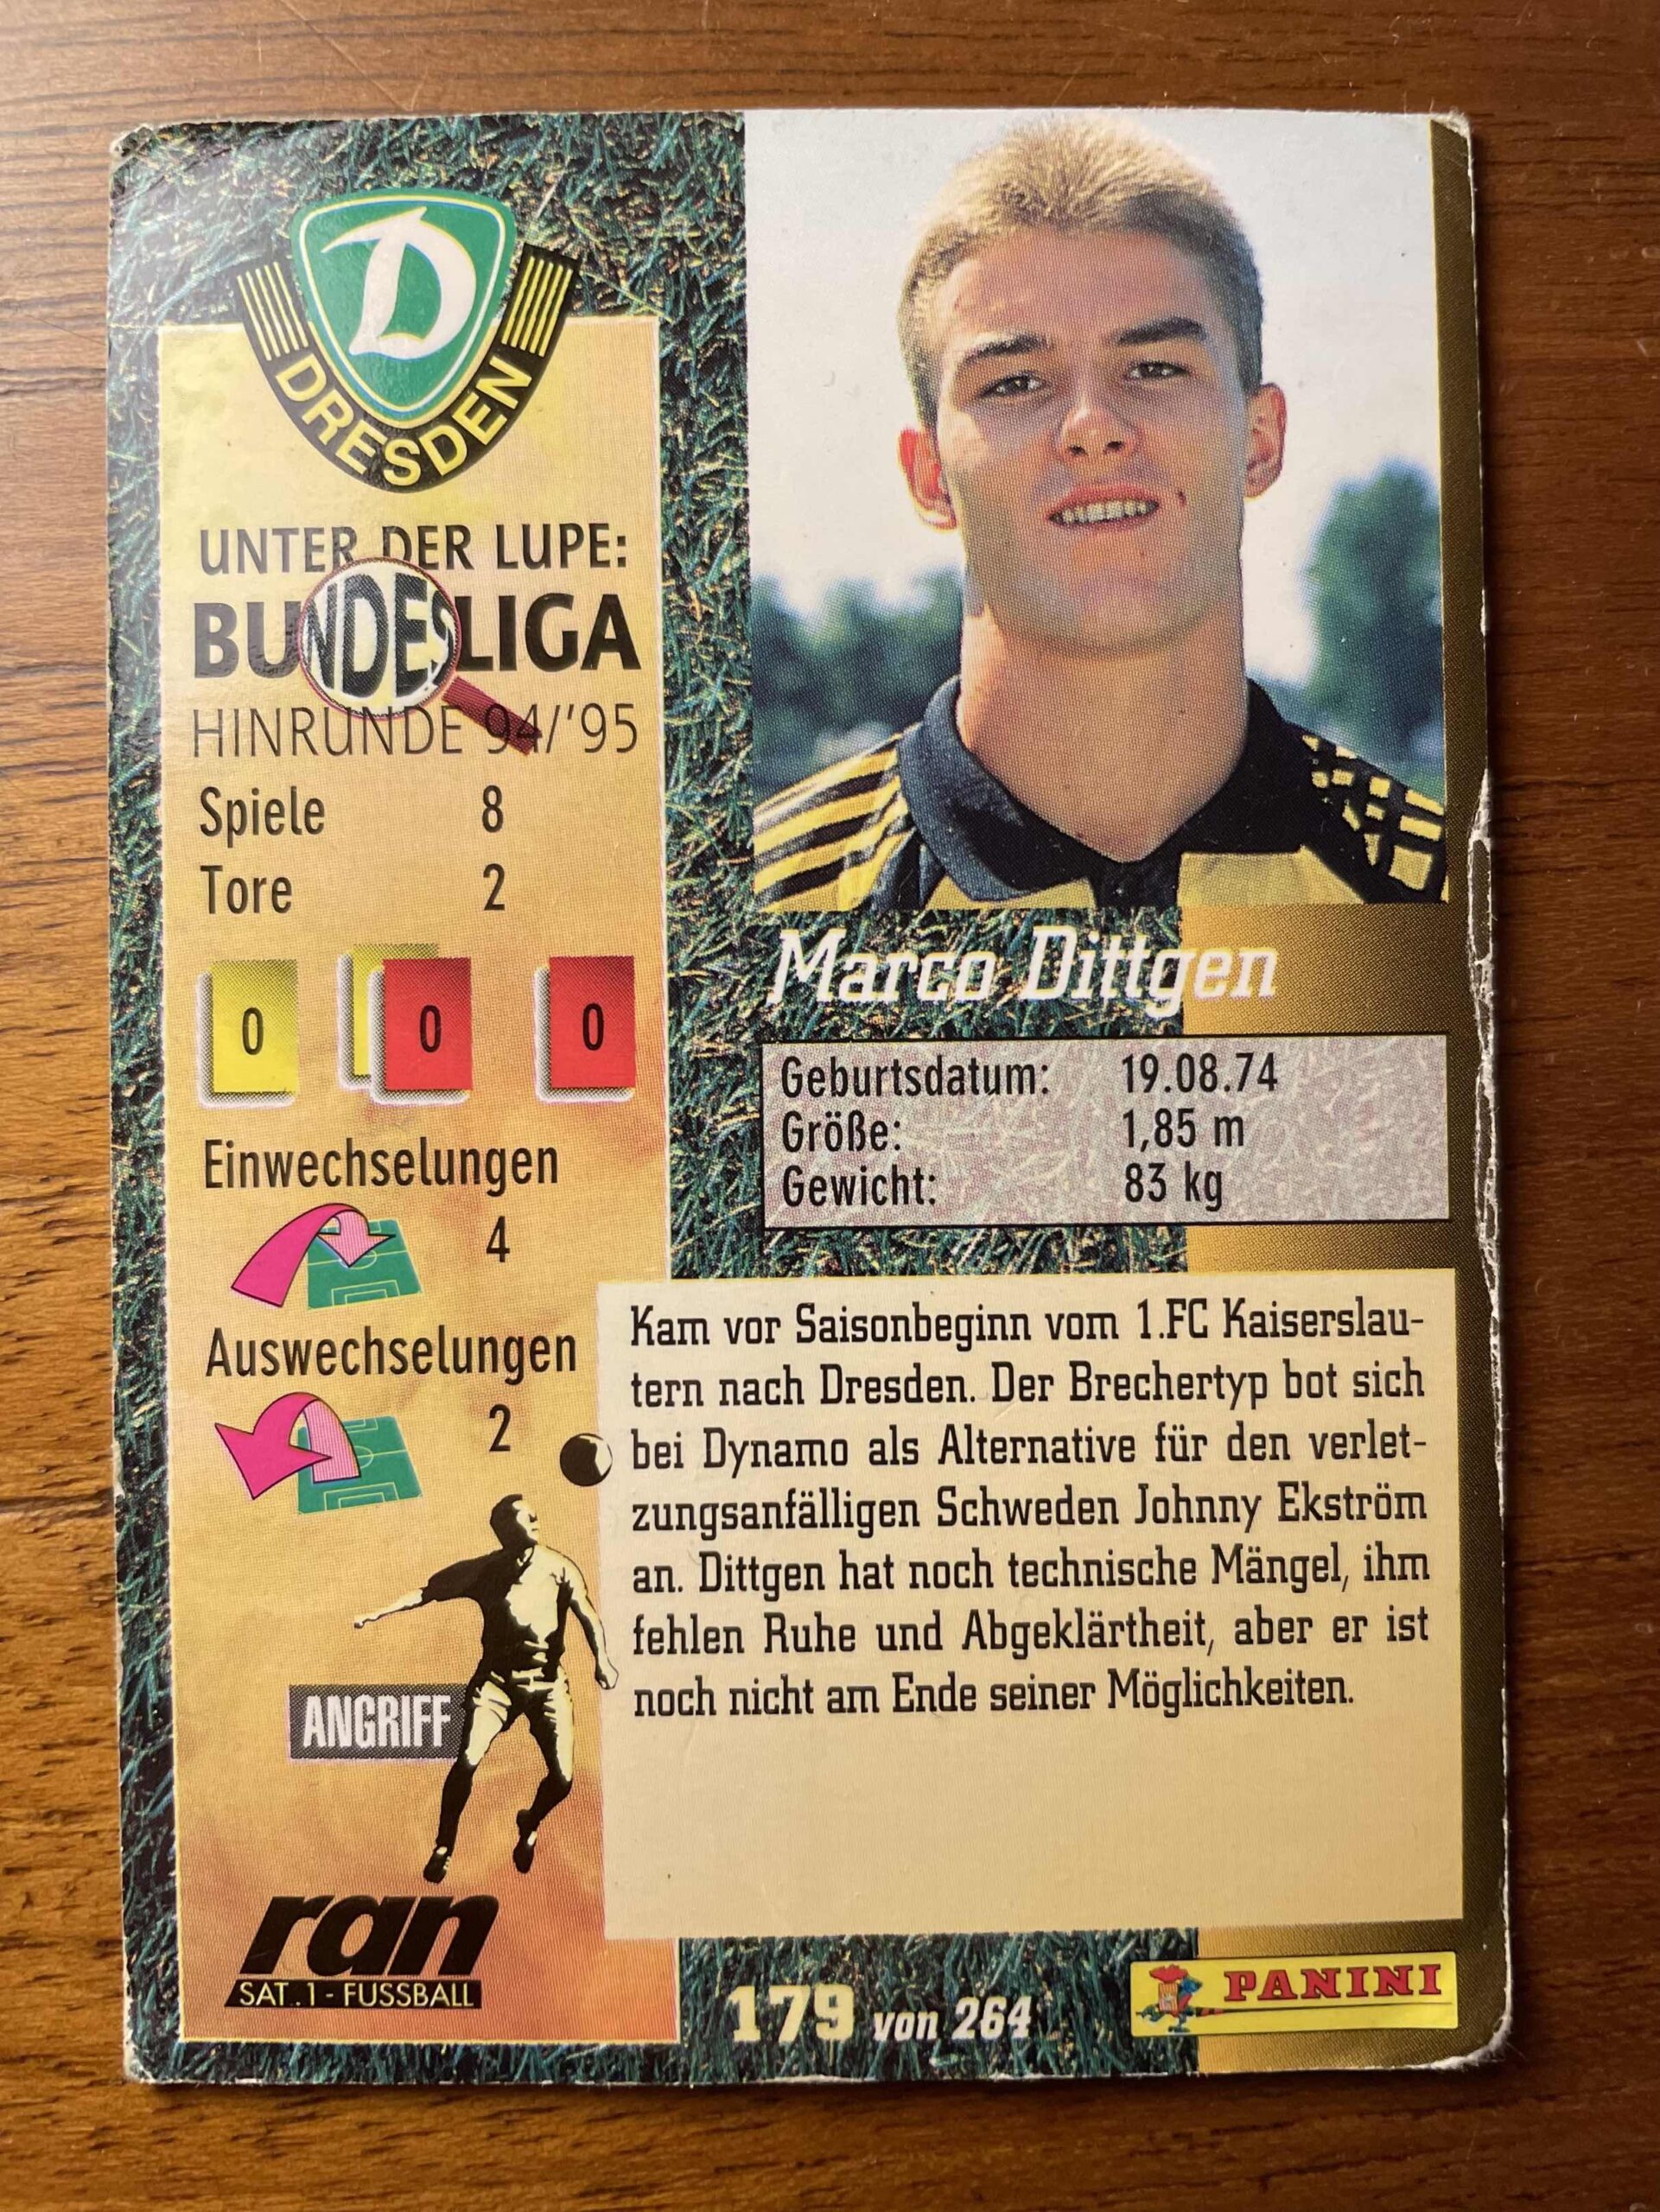 D
DRESDEN
UNTER DER LUPE:
BUNDESLIGA
HINRUNDE 94/'95
Spiele 8
Tore 2
0 0 0
Einwechselungen
4
Auswechselungen
2
ANGRIFF
ran
SAT.1-FUSSBALL
Marco Dittgen
Geburtsdatum: 19.08.74
Größe: 1,85 m
Gewicht: 83 kg
Kam vor Saisonbeginn vom 1.FC Kaiserslau-
tern nach Dresden. Der Brechertyp bot sich
bei Dynamo als Alternative für den verlet-
zungsanfälligen Schweden Johnny Ekström
an. Dittgen hat noch technische Mängel, ihm
fehlen Ruhe und Abgeklärtheit, aber er ist
noch nicht am Ende seiner Möglichkeiten.
179 von 264
PANINI